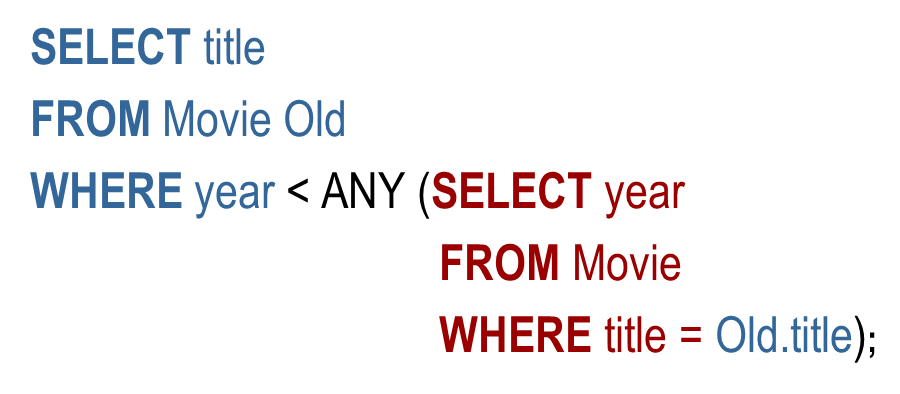 SELECT title
FROM Movie Old
WHERE year < ANY (SELECT year
FROM Movie
WHERE title = Old.title);